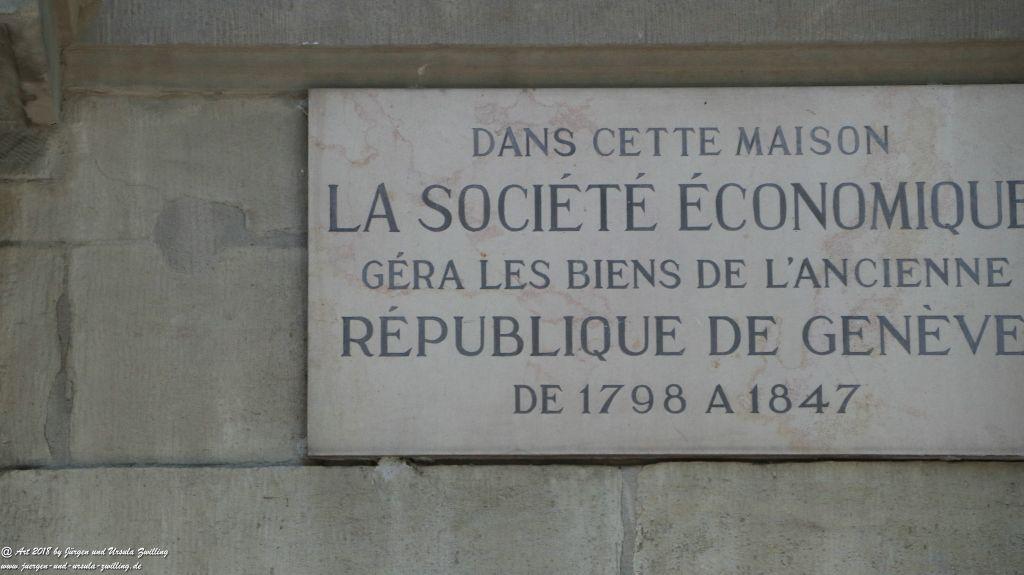 DANS CETTE MAISON
LA SOCIÉTÉ ÉCONOMIQUE
GÉRA LES BIENS DE L'ANCIENNE
RÉPUBLIQUE DE GENÈVE
DE 1798 A 1847
@ Art 2018 by Jürgen und Ursula Zwilling
www.juergen-und-ursula-zwilling.de